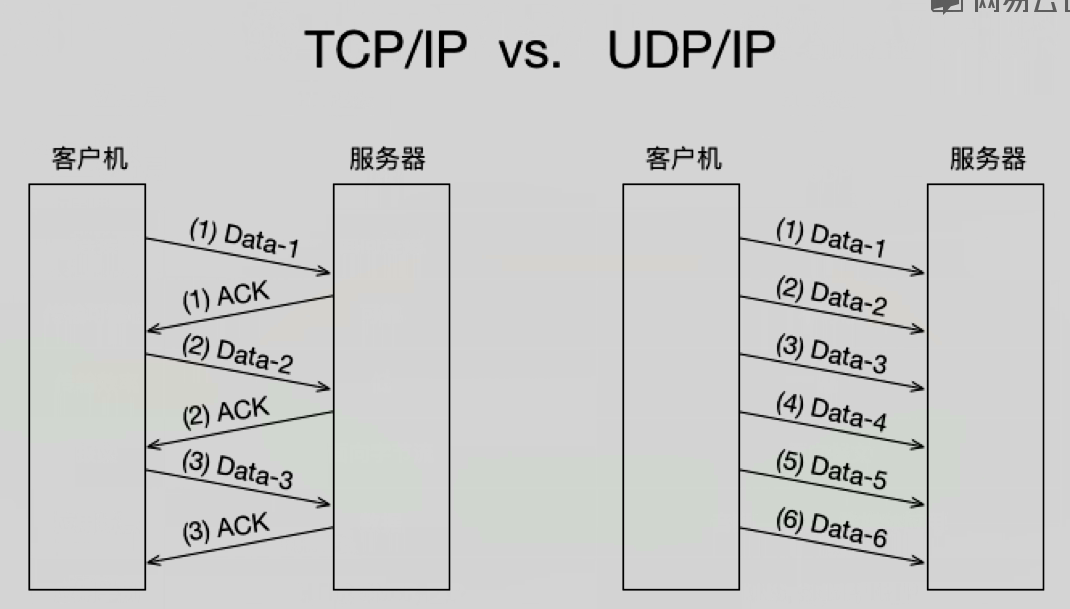 TCP/IP vs. UDP/IP
客户机
服务器
(1) Data-1
(1) ACK
(2) Data-2
(2) ACK
(3) Data-3
(3) ACK
客户机
服务器
(1) Data-1
(2) Data-2
(3) Data-3
(4) Data-4
(5) Data-5
(6) Data-6